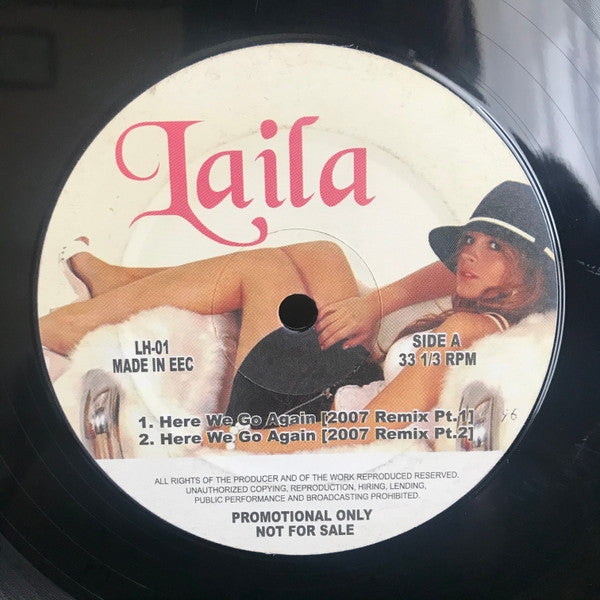 Laila
LH-01
MADE IN EEC
SIDE A
33 1/3 RPM
1. Here We Go Again [2007 Remix Pt.1]
2. Here We Go Again [2007 Remix Pt.2]
ALL RIGHTS OF THE PRODUCER AND OF THE WORK REPRODUCED RESERVED.
UNAUTHORIZED COPYING, REPRODUCTION, HIRING, LENDING,
PUBLIC PERFORMANCE AND BROADCASTING PROHIBITED.
PROMOTIONAL ONLY
NOT FOR SALE